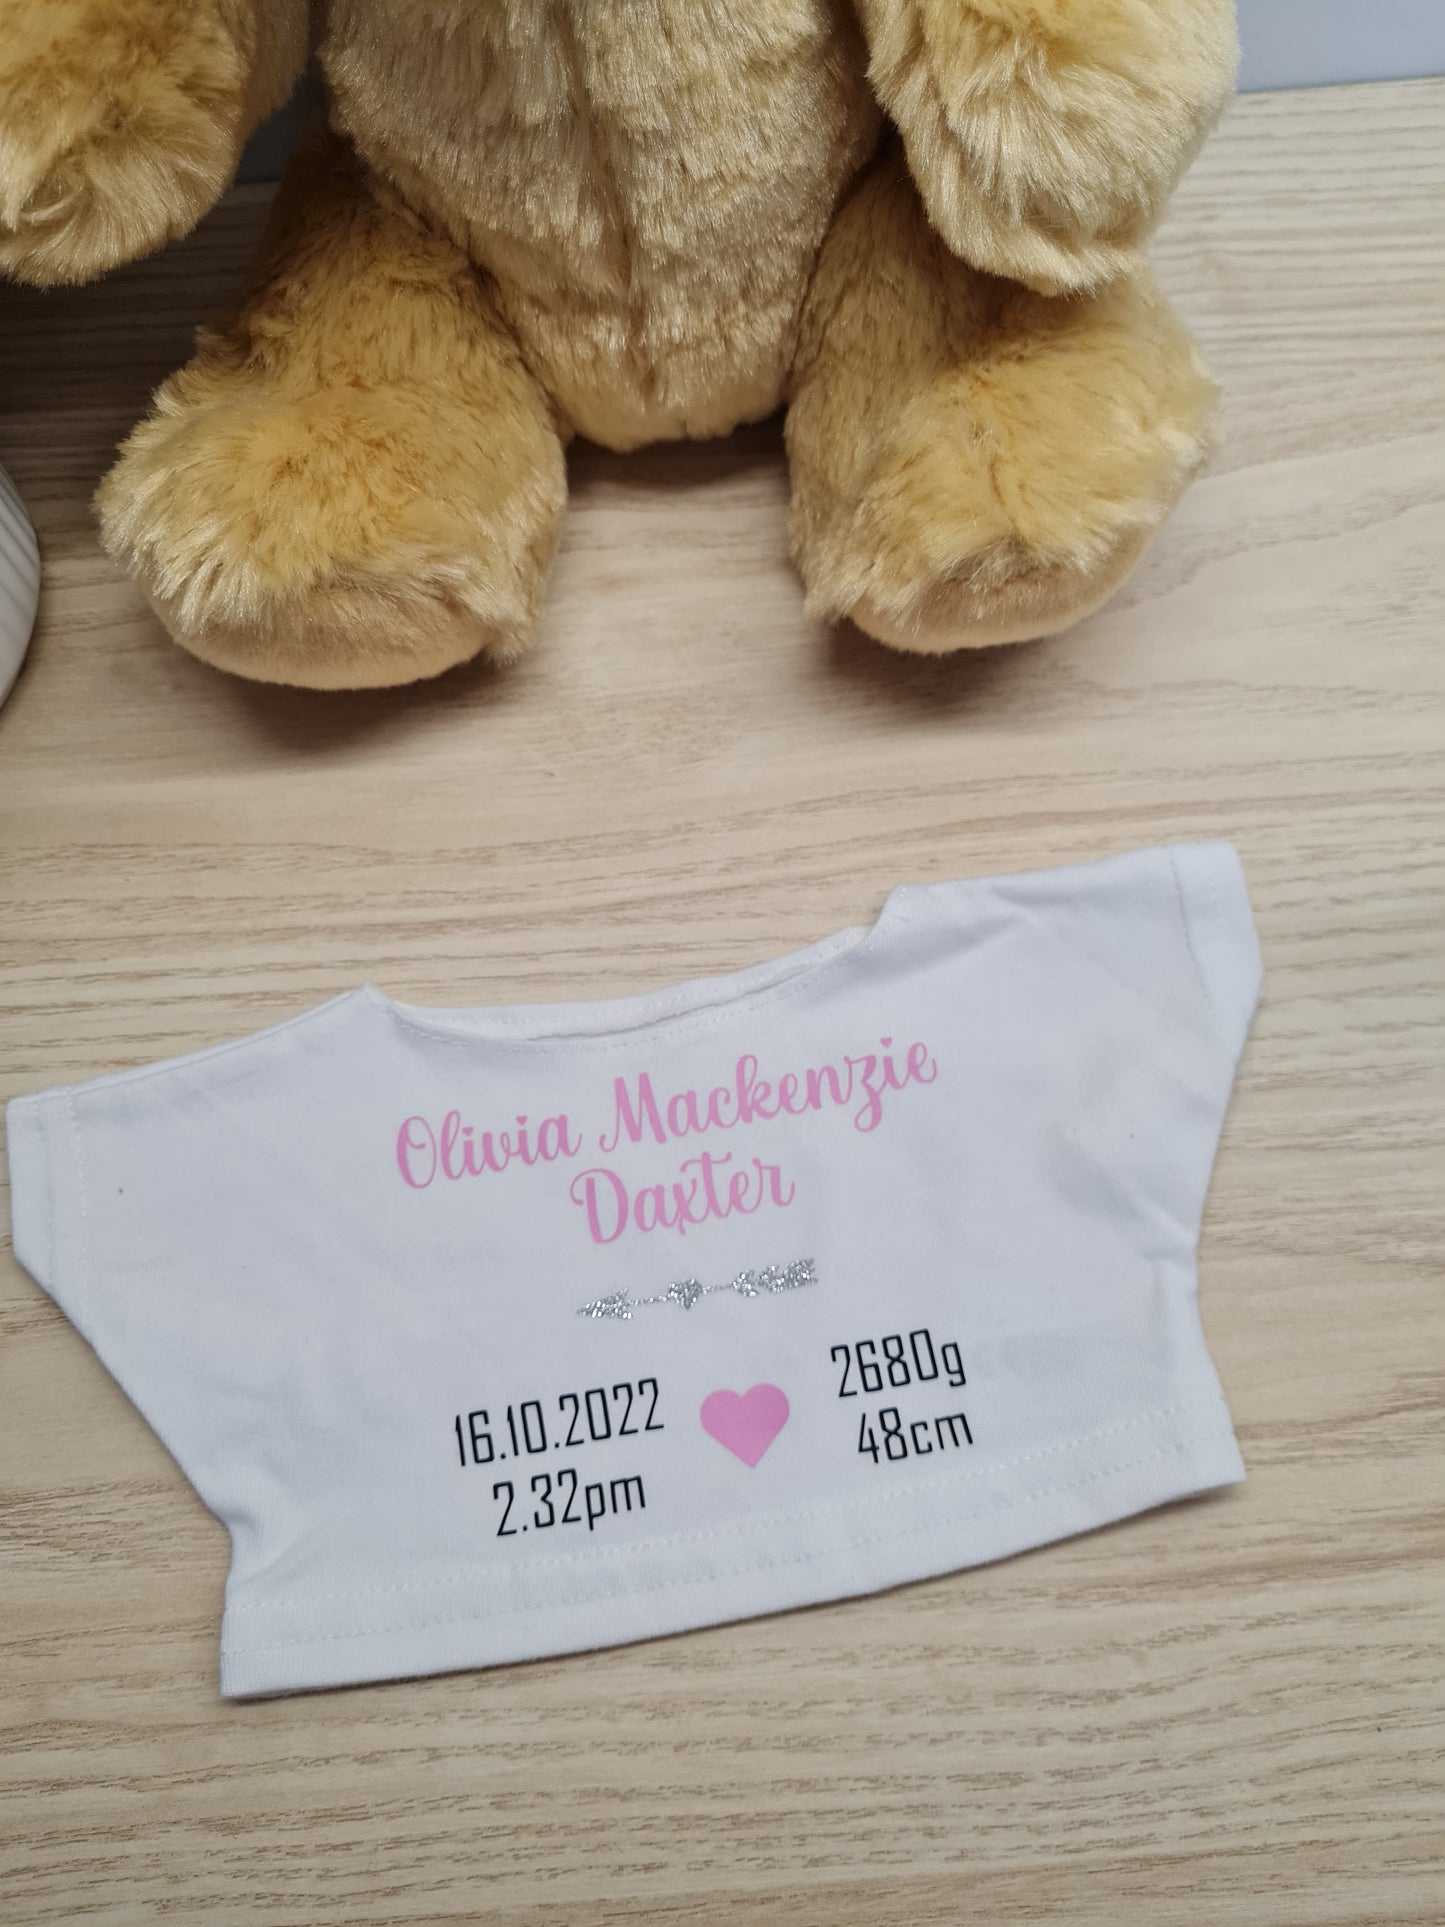 Olivia Mackenzie
Daxter
16.10.2022
2.32pm
2680g
48cm